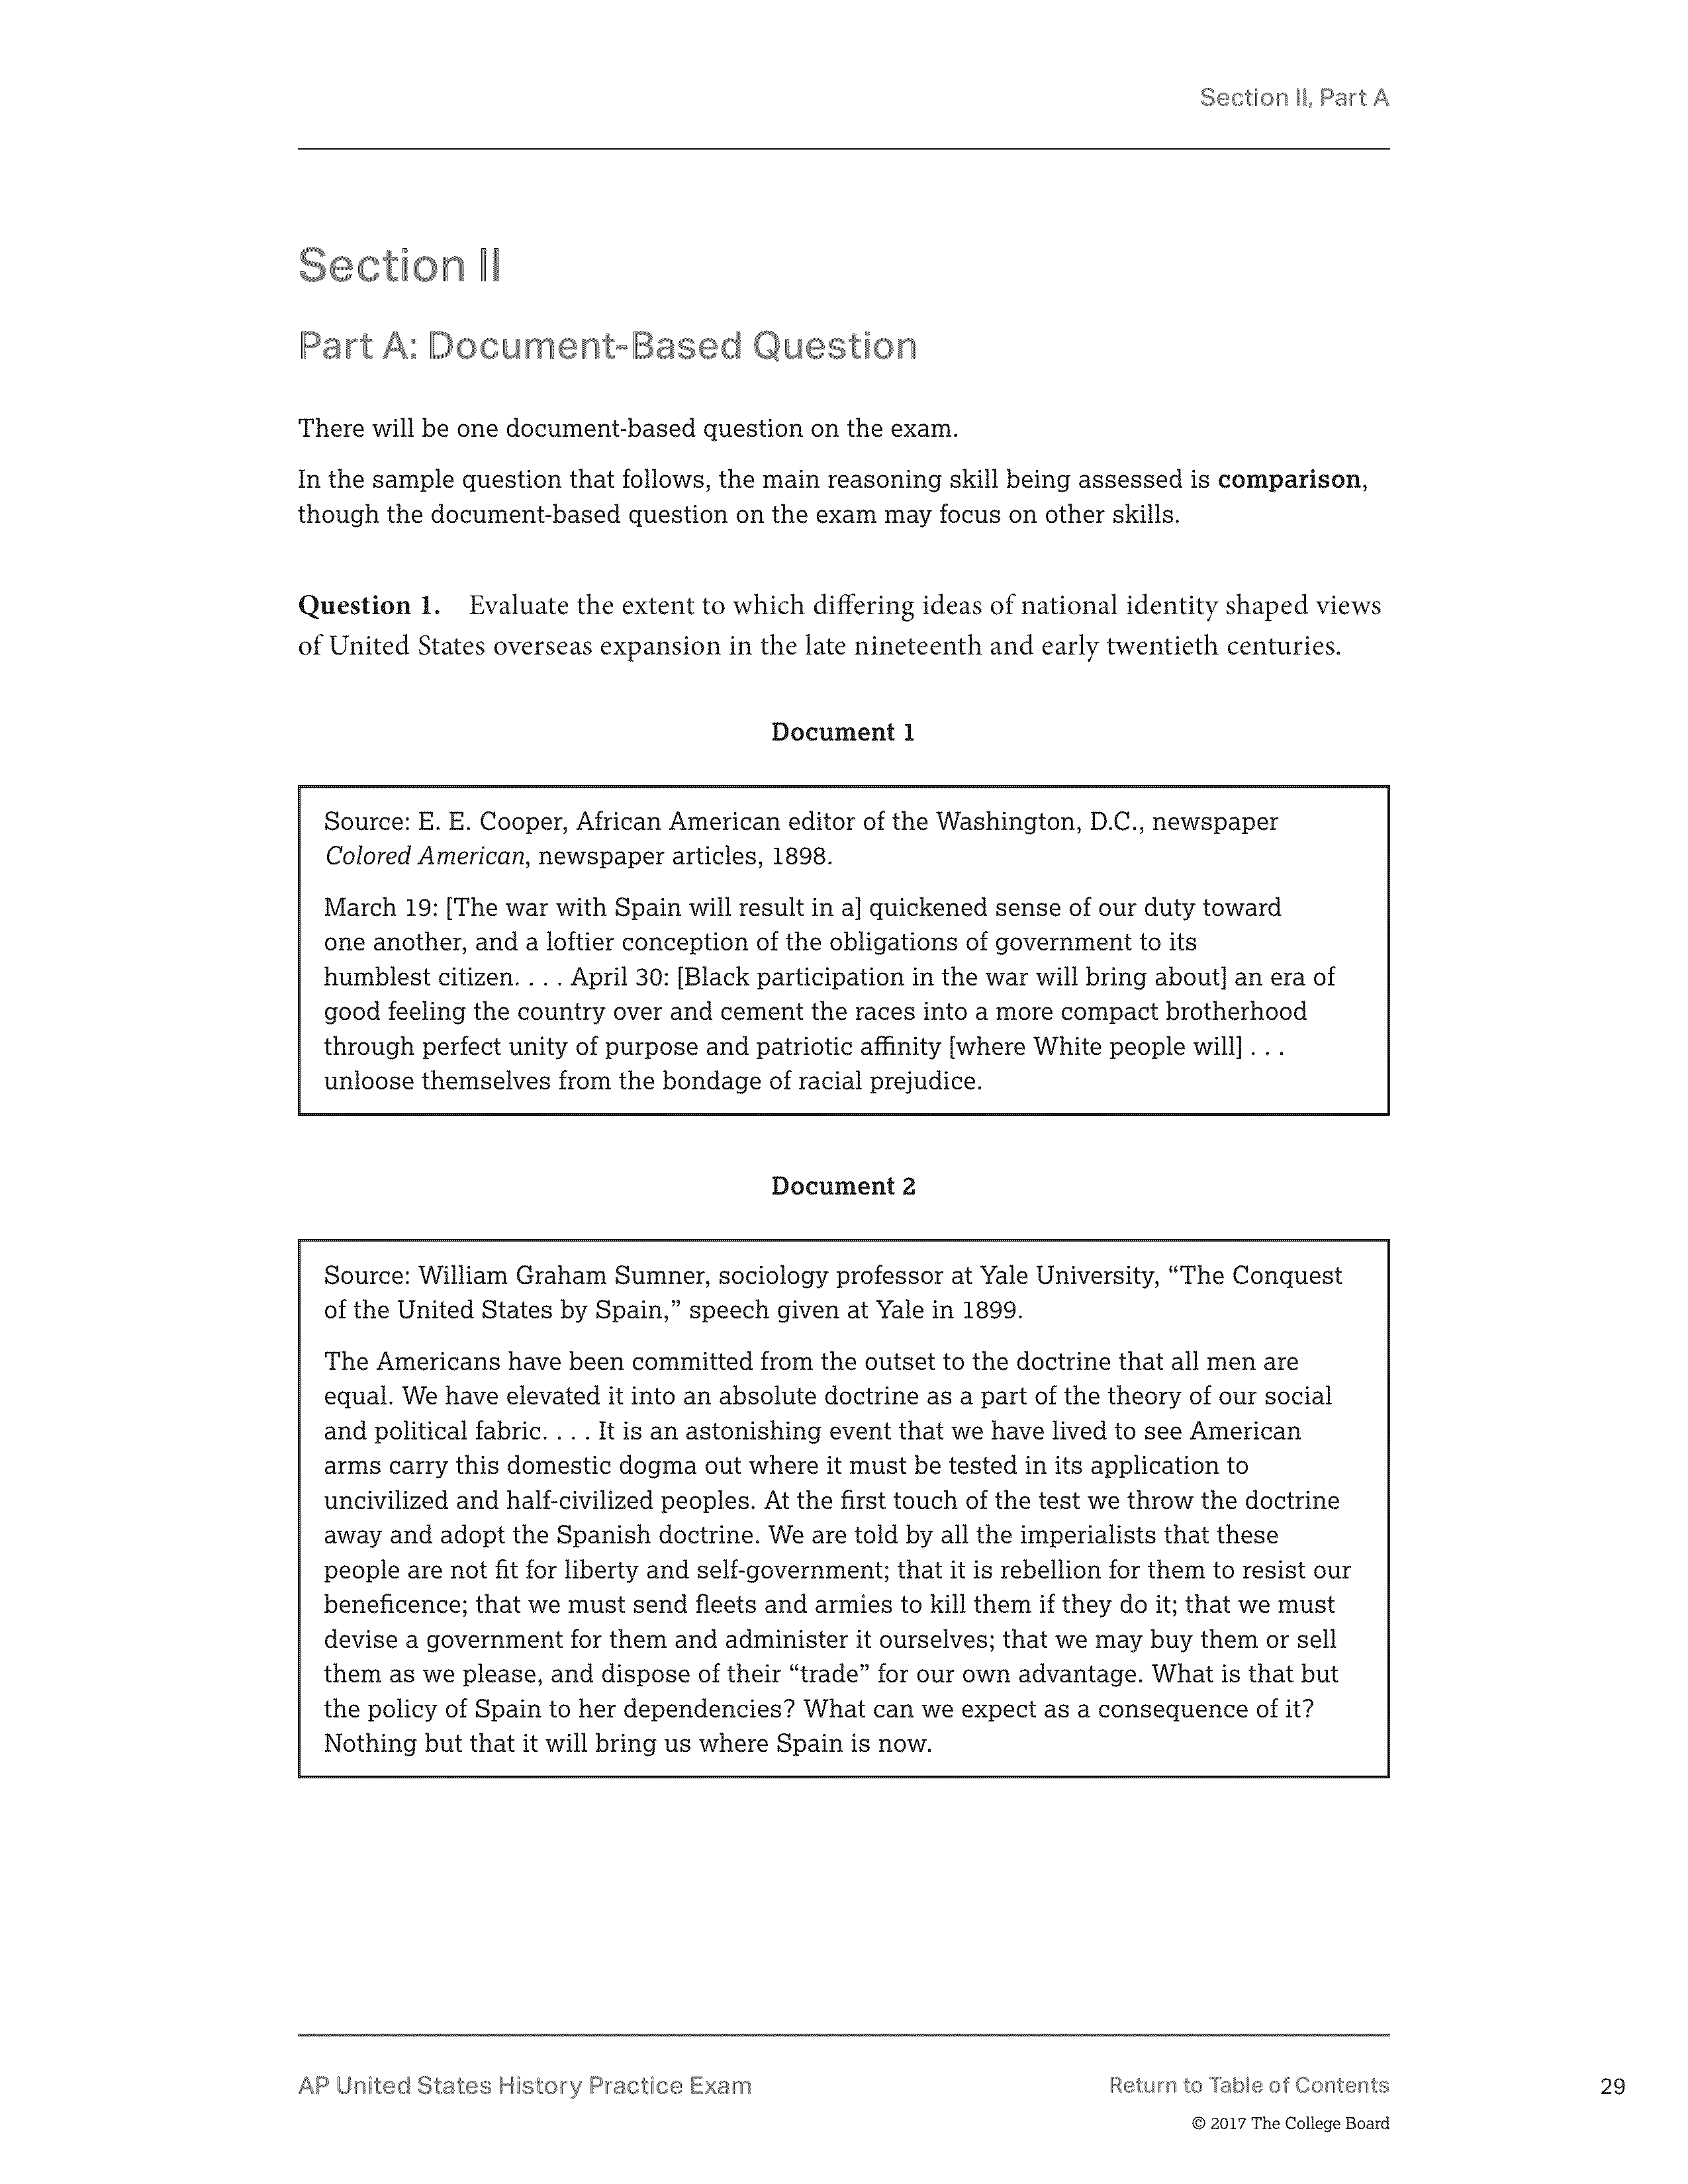 Section II, Part A
Section II
Part A: Document-Based Question
There will be one document-based question on the exam.
In the sample question that follows, the main reasoning skill being assessed is comparison,
though the document-based question on the exam may focus on other skills.
Question 1. Evaluate the extent to which differing ideas of national identity shaped views
of United States overseas expansion in the late nineteenth and early twentieth centuries.
Document 1
Source: E. E. Cooper, African American editor of the Washington, D.C., newspaper
Colored American, newspaper articles, 1898.
March 19: [The war with Spain will result in a] quickened sense of our duty toward
one another, and a loftier conception of the obligations of government to its
humblest citizen. . . . April 30: [Black participation in the war will bring about] an era of
good feeling the country over and cement the races into a more compact brotherhood
through perfect unity of purpose and patriotic affinity [where White people will] . . .
unloose themselves from the bondage of racial prejudice.
Document 2
Source: William Graham Sumner, sociology professor at Yale University, “The Conquest
of the United States by Spain,” speech given at Yale in 1899.
The Americans have been committed from the outset to the doctrine that all men are
equal. We have elevated it into an absolute doctrine as a part of the theory of our social
and political fabric. . . . It is an astonishing event that we have lived to see American
arms carry this domestic dogma out where it must be tested in its application to
uncivilized and half-civilized peoples. At the first touch of the test we throw the doctrine
away and adopt the Spanish doctrine. We are told by all the imperialists that these
people are not fit for liberty and self-government; that it is rebellion for them to resist our
beneficence; that we must send fleets and armies to kill them if they do it; that we must
devise a government for them and administer it ourselves; that we may buy them or sell
them as we please, and dispose of their “trade” for our own advantage. What is that but
the policy of Spain to her dependencies? What can we expect as a consequence of it?
Nothing but that it will bring us where Spain is now.
AP United States History Practice Exam
Return to Table of Contents
29
© 2017 The College Board